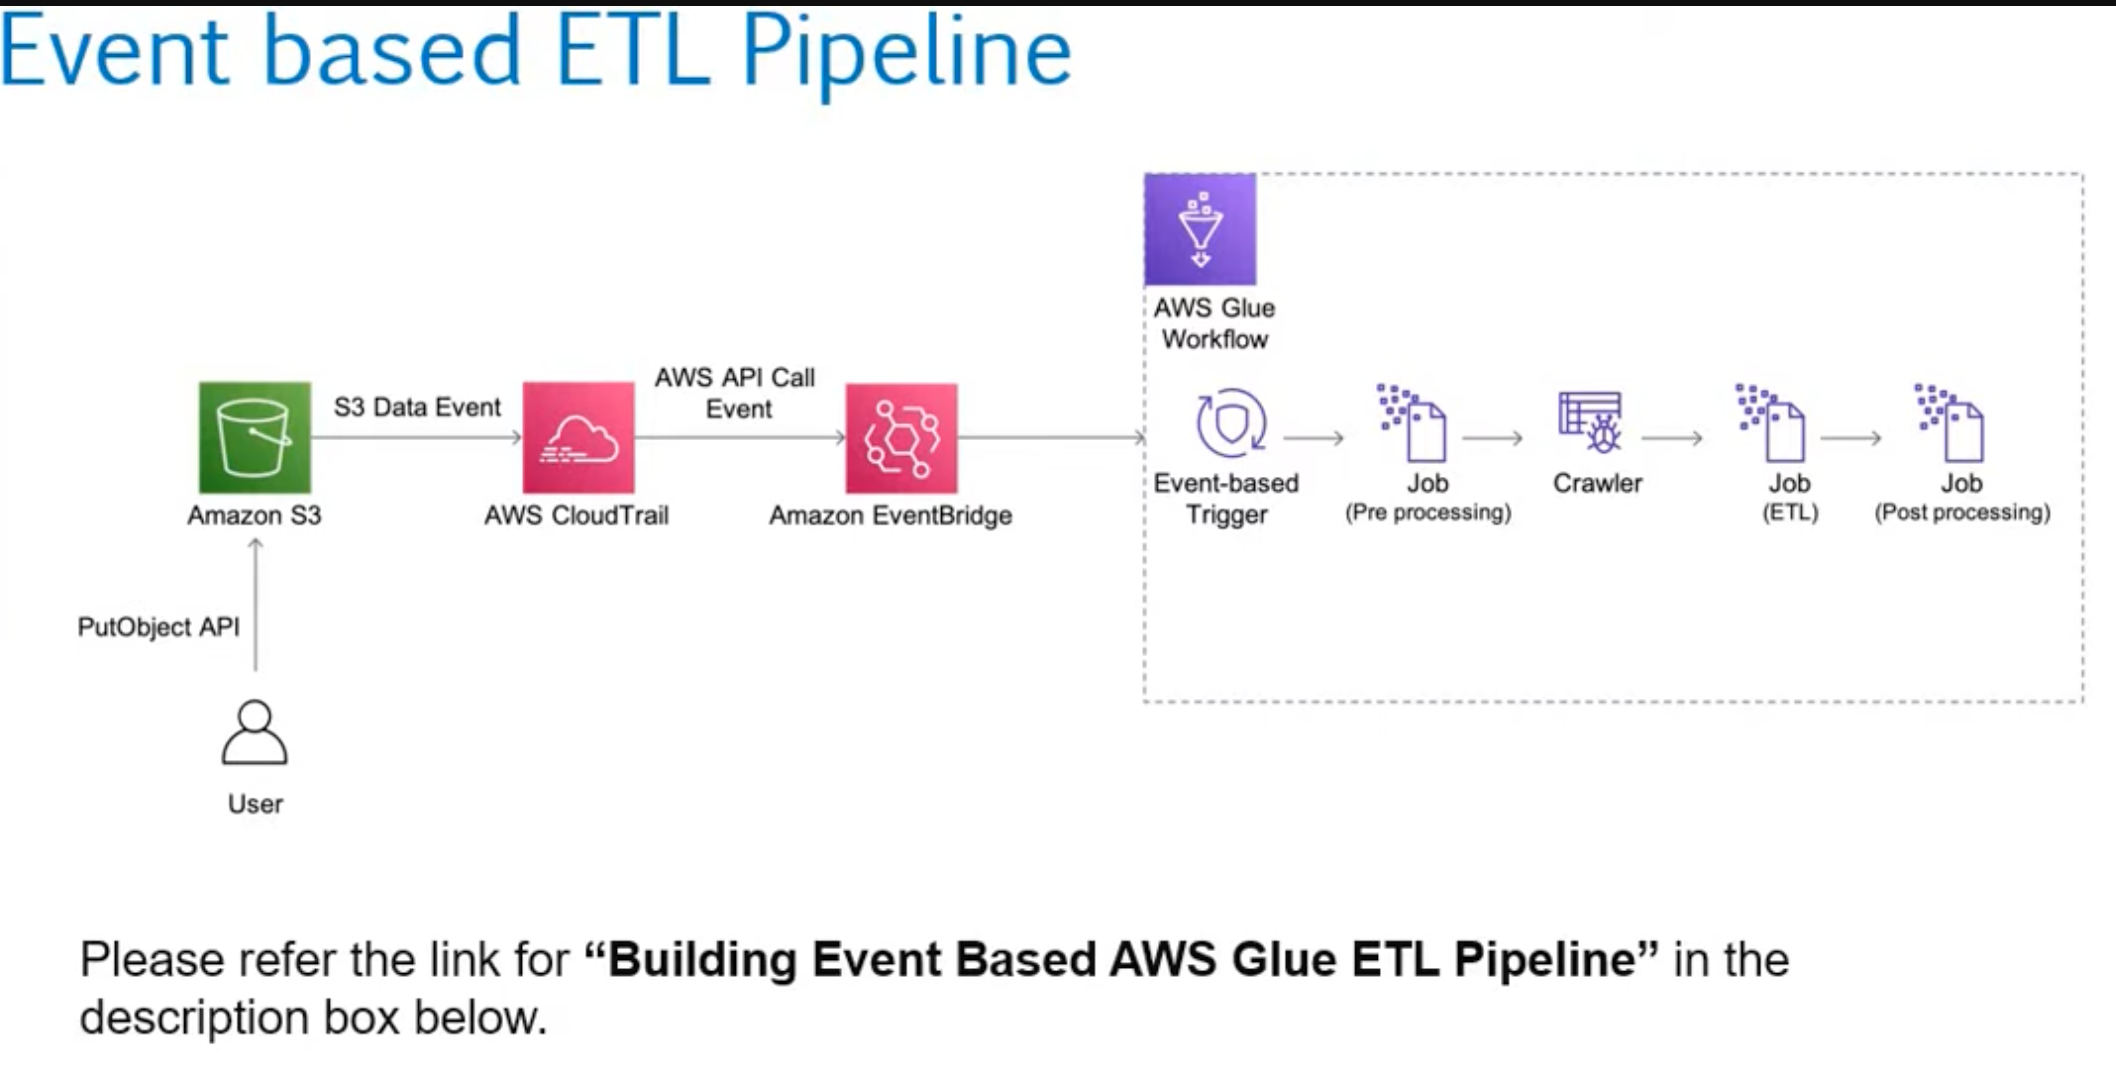 Event based ETL Pipeline
AWS Glue
Workflow
S3 Data Event
AWS API Call
Event
Amazon S3
AWS CloudTrail
Amazon EventBridge
Event-based
Trigger
Job
(Pre processing)
Crawler
Job
(ETL)
Job
(Post processing)
PutObject API
User
Please refer the link for “Building Event Based AWS Glue ETL Pipeline” in the
description box below.